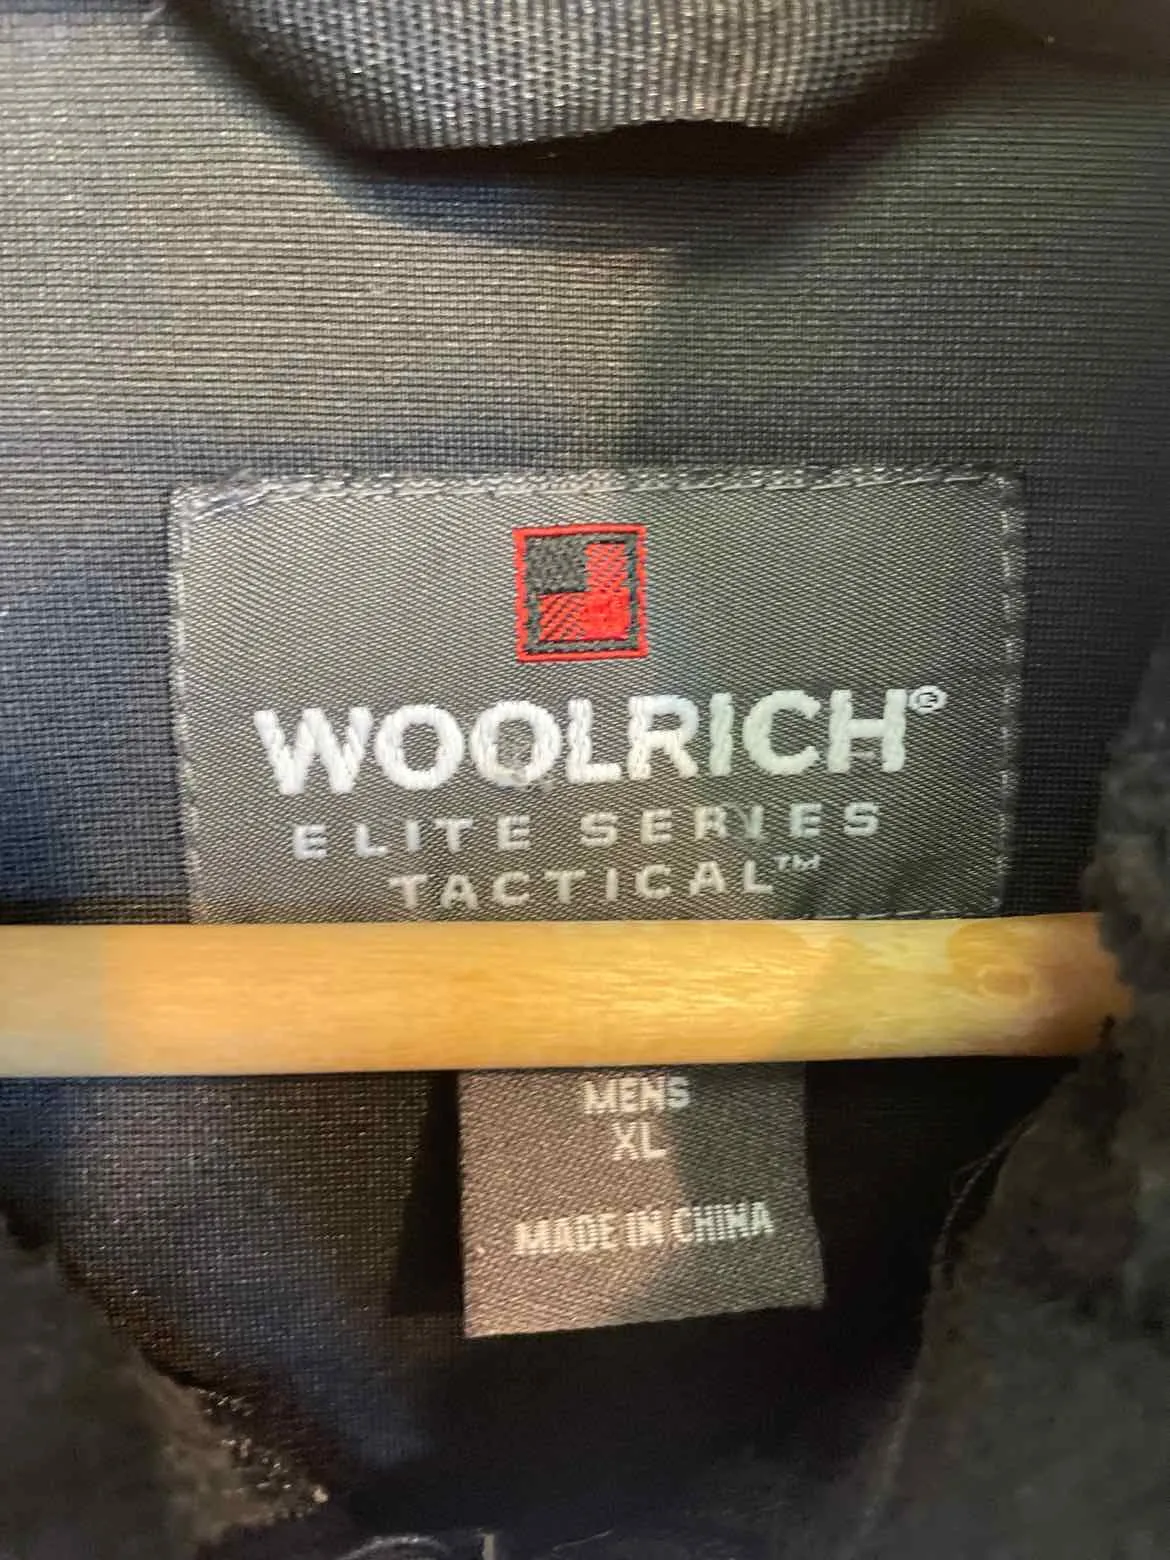 WOOLRICH®
ELITE SERIES
TACTICAL™
MENS
XL
MADE IN CHINA